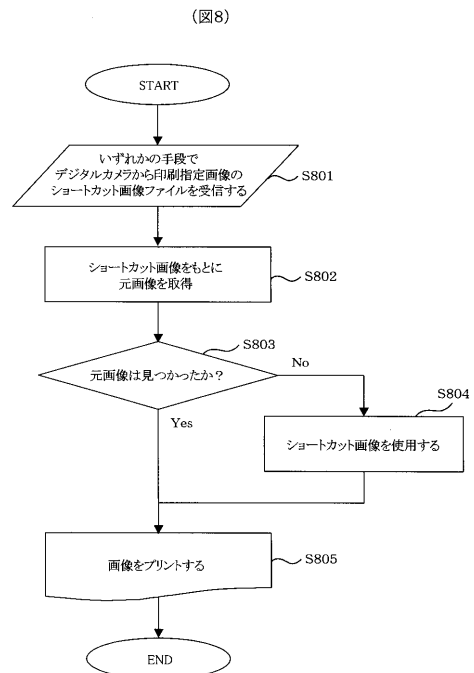 (図8)
START
いずれかの手段で
デジタルカメラから印刷指定画像の
ショートカット画像ファイルを受信する
S801
ショートカット画像をもとに
元画像を取得
S802
S803
元画像は見つかったか?
No
Yes
S804
ショートカット画像を使用する
画像をプリントする
S805
END